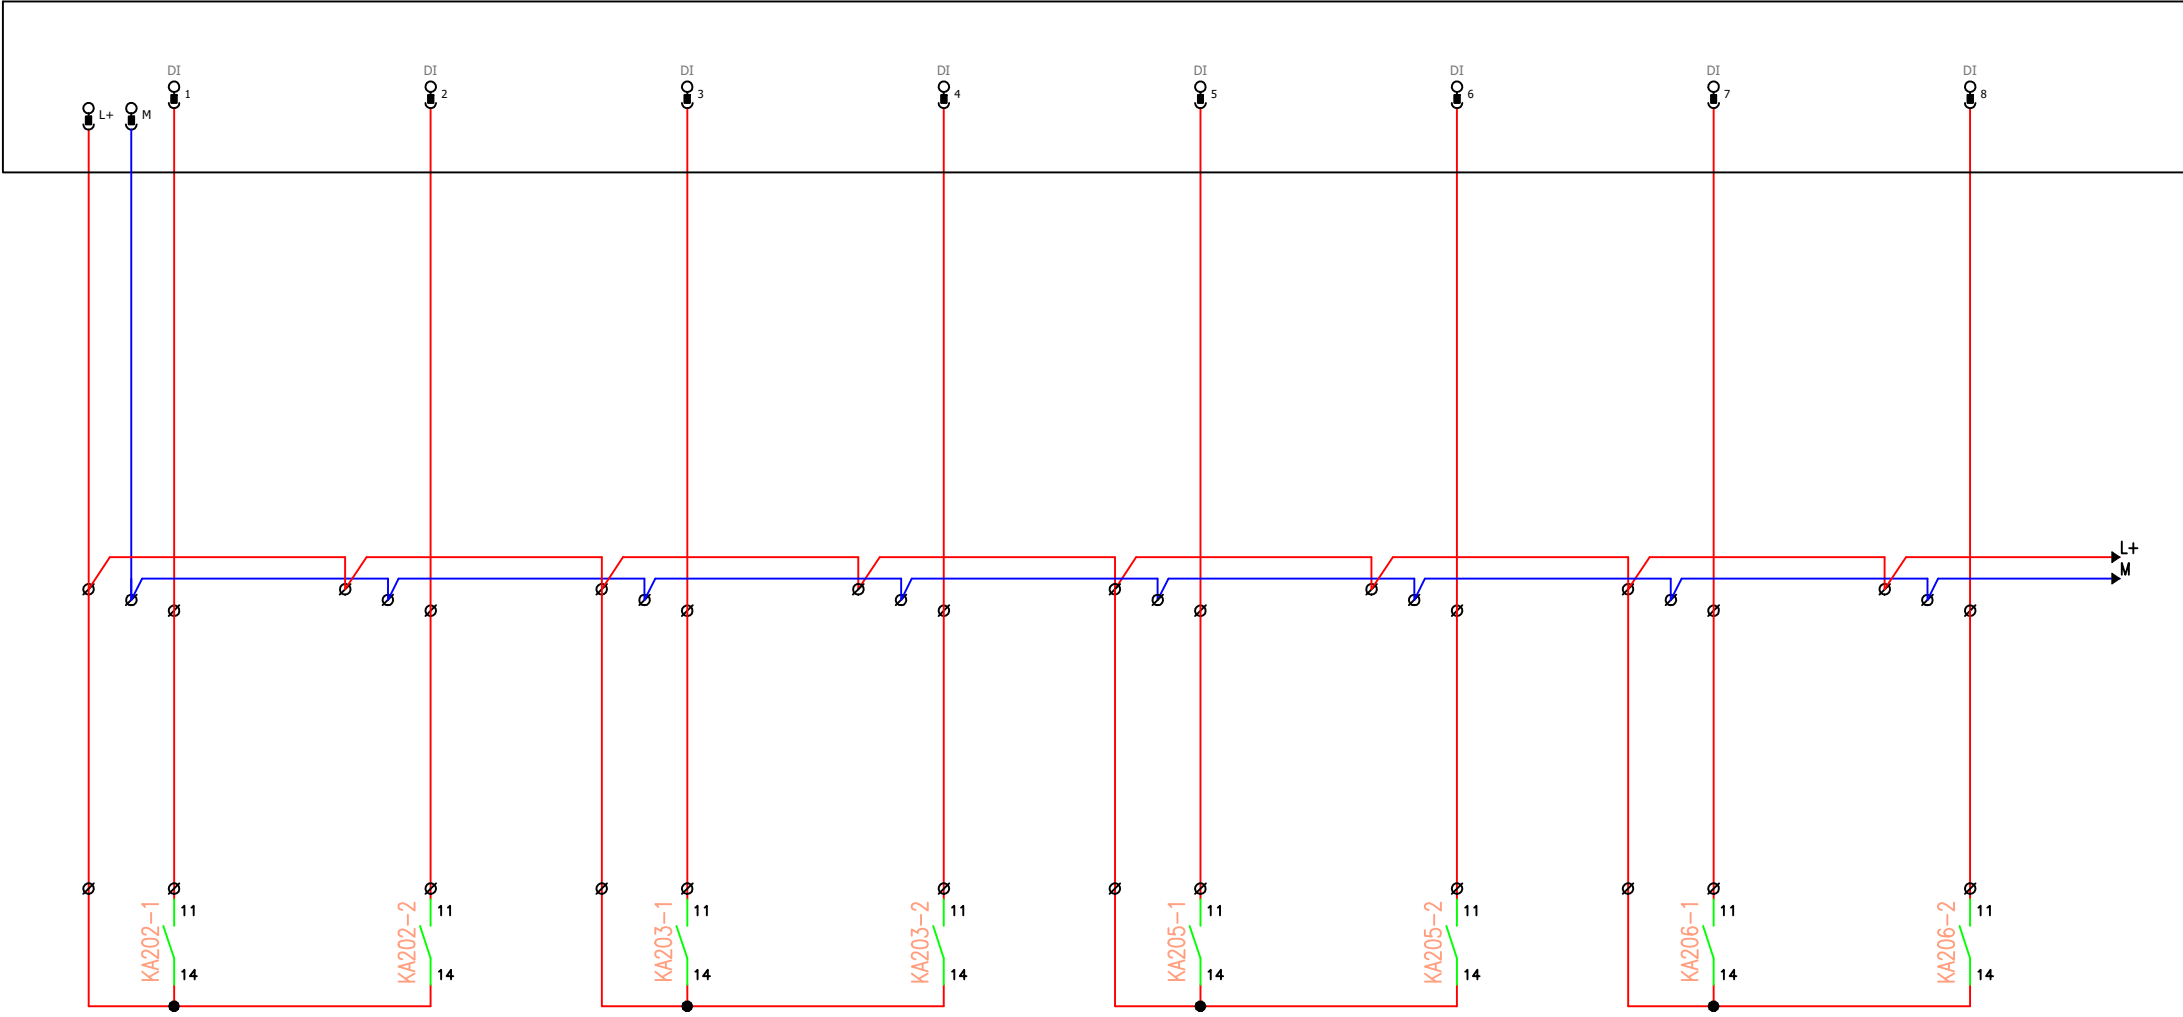 DI DI DI DI DI DI DI DI
L+ M 1 2 3 4 5 6 7 8
L+
M
KA202-1 11 KA202-2 11 KA203-1 11 KA203-2 11 KA205-1 11 KA205-2 11 KA206-1 11 KA206-2 11
14 14 14 14 14 14 14 14